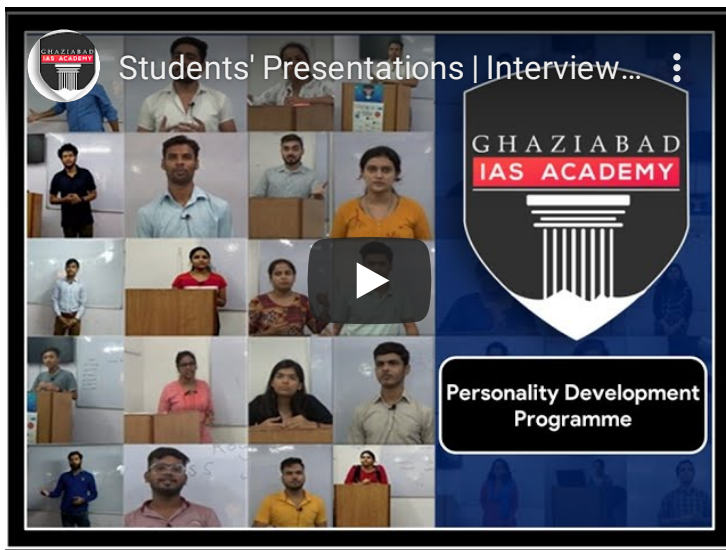 GHAZIABAD
IAS ACADEMY
Students' Presentations | Interview...
GHAZIABAD
IAS ACADEMY
Personality Development
Programme